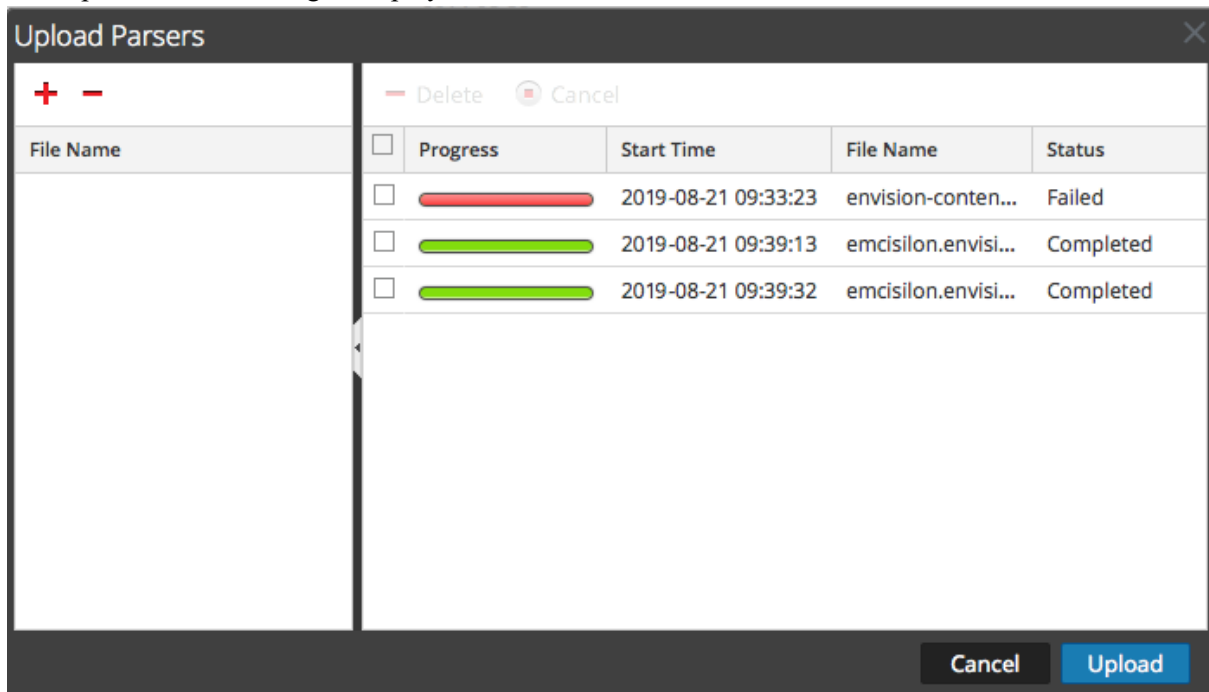 Upload Parsers
Delete Cancel
File Name
Progress Start Time File Name Status
2019-08-21 09:33:23 envision-conten... Failed
2019-08-21 09:39:13 emcisilon.envisi... Completed
2019-08-21 09:39:32 emcisilon.envisi... Completed
Cancel Upload